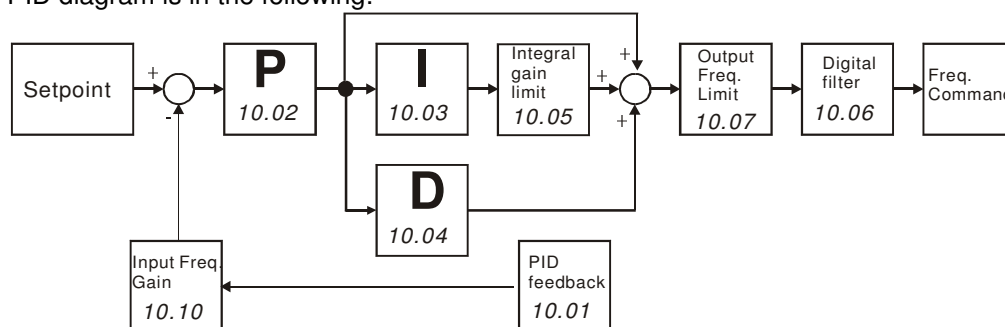 PID diagram is in the following:
Setpoint
+
-
P
10.02
I
10.03
Integral
gain
limit
10.05
+
+
+
D
10.04
Output
Freq.
Limit
10.07
Digital
filter
10.06
Freq.
Command
Input Freq.
Gain
10.10
PID
feedback
10.01